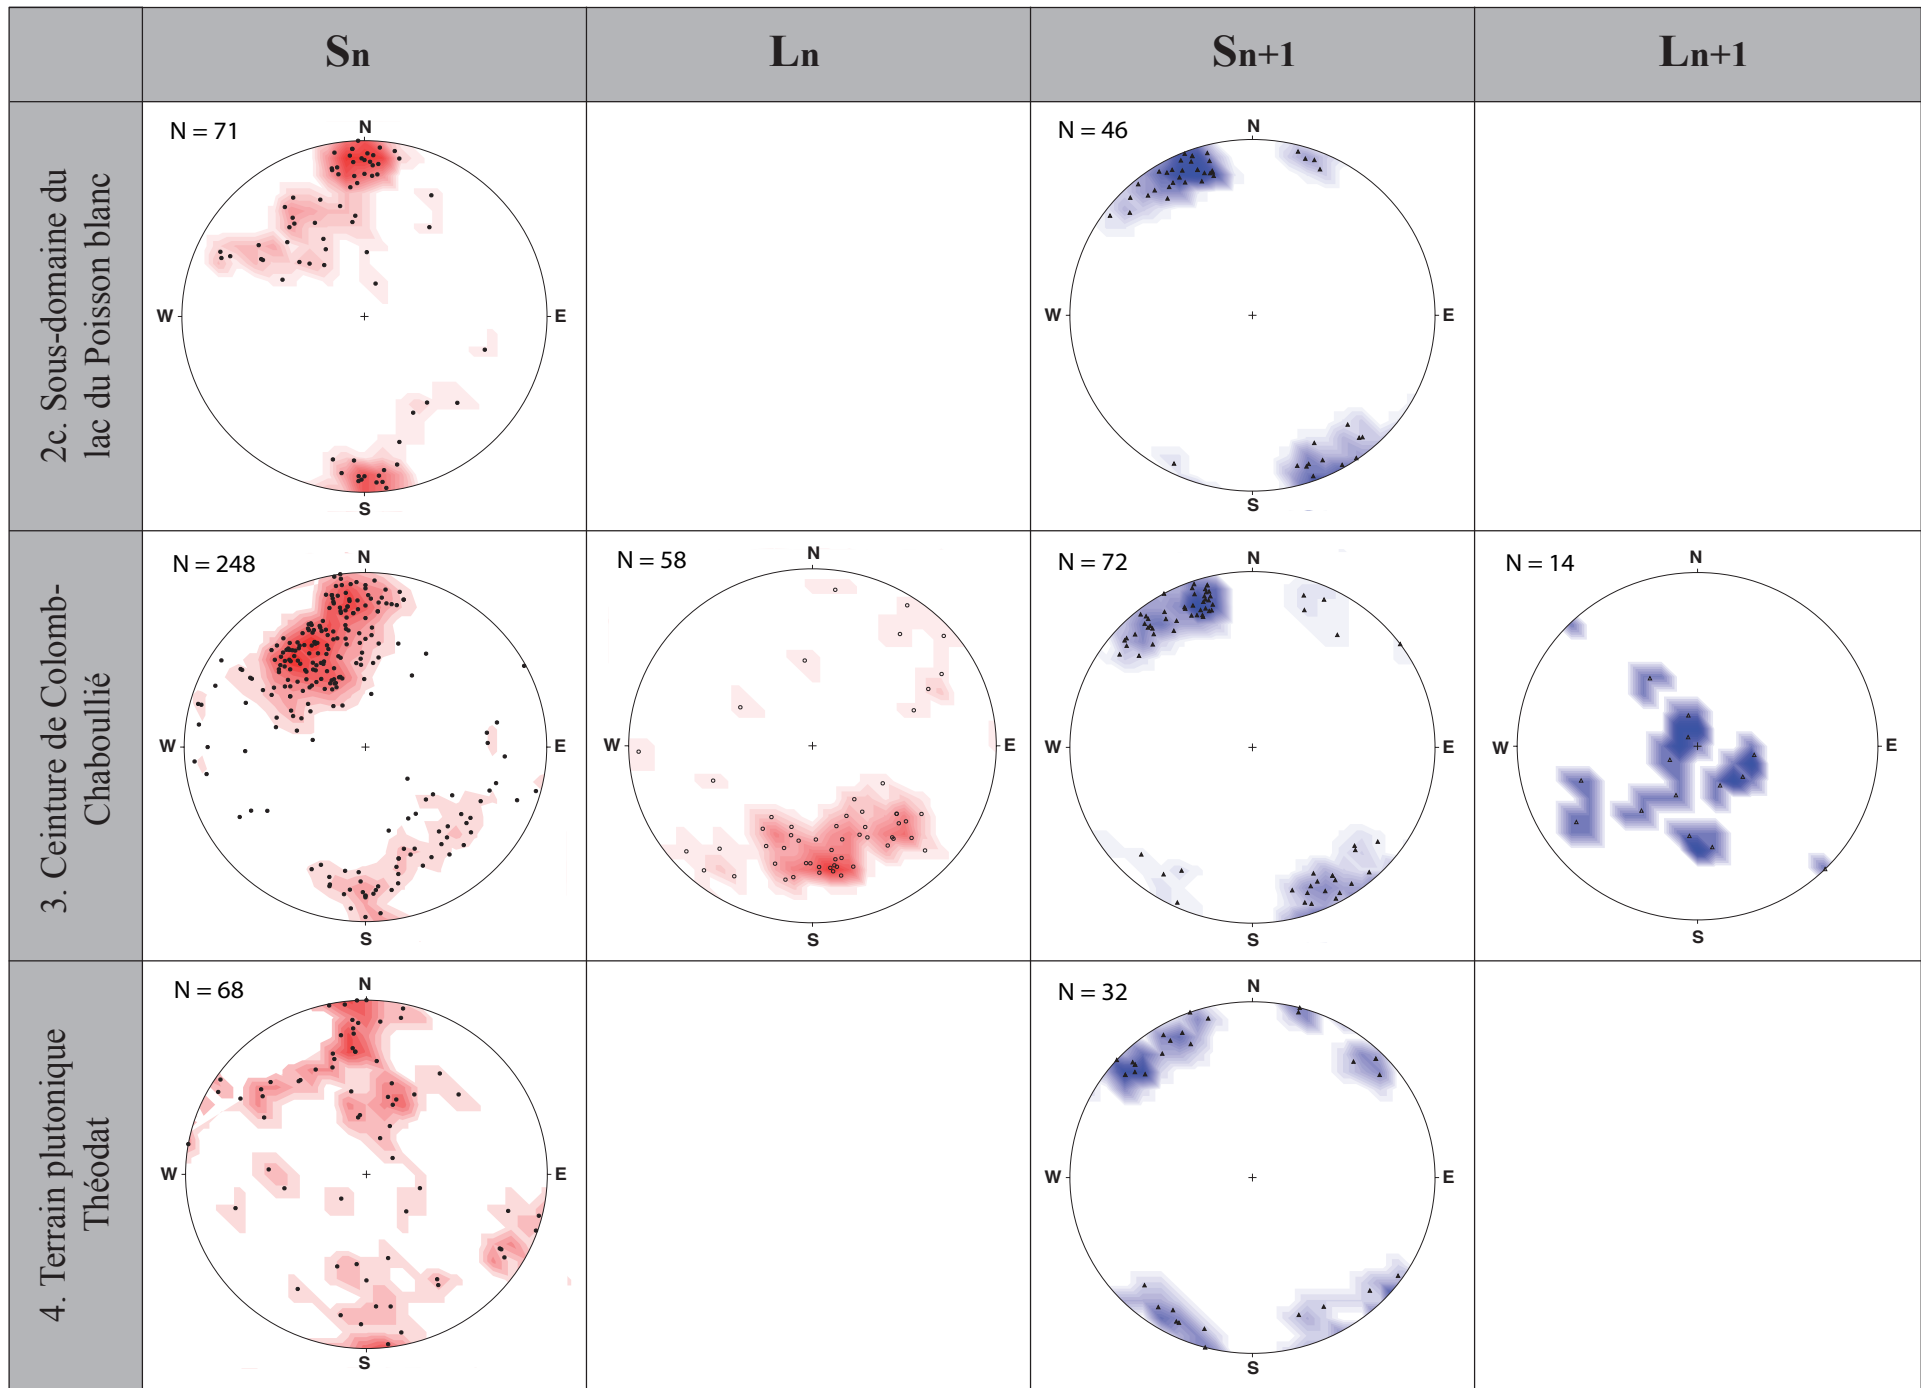 Sn
Ln
Sn+1
Ln+1
2c. Sous-domaine du
lac du Poisson blanc
N = 71
N
W
E
S
N = 46
N
W
E
S
3. Ceinture de Colomb-
Chaboullié
N = 248
N
W
E
S
N = 58
N
W
E
S
N = 72
N
W
E
S
N = 14
N
W
E
S
4. Terrain plutonique
Théodat
N = 68
N
W
E
S
N = 32
N
W
E
S